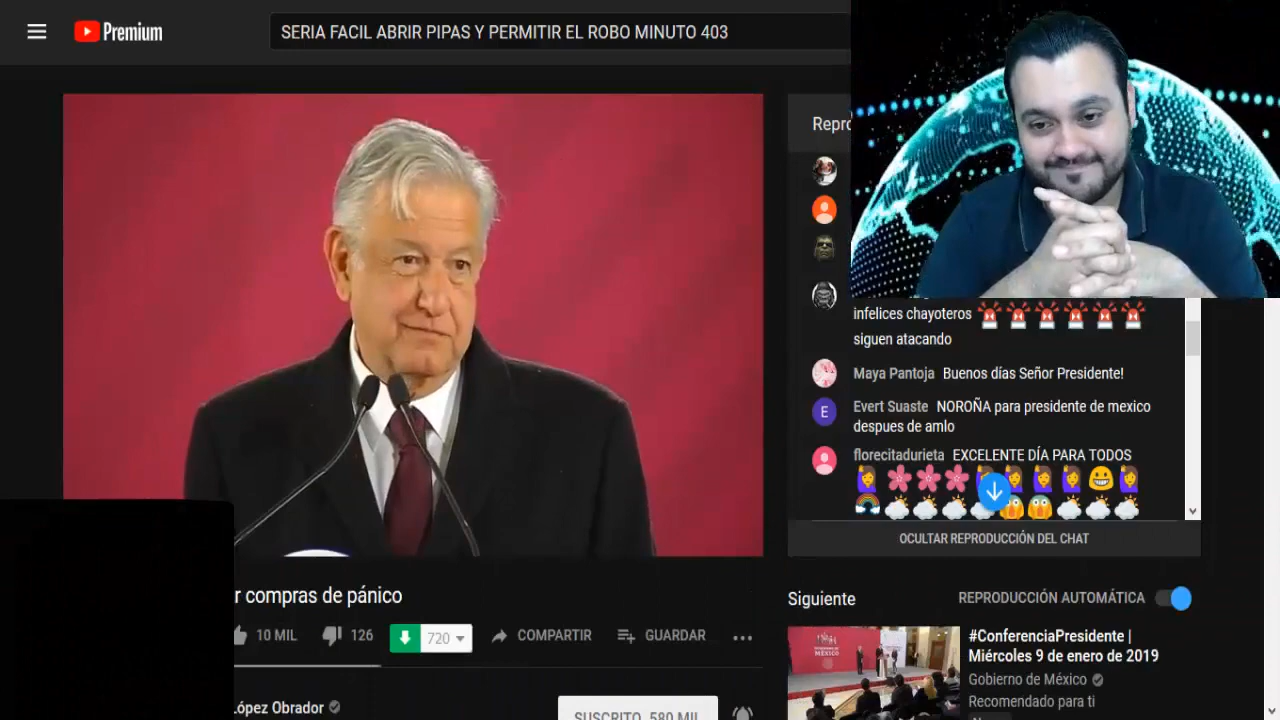 Premium
SERIA FACIL ABRIR PIPAS Y PERMITIR EL ROBO MINUTO 403
Repro
infelices chayoteros
siguen atacando
Maya Pantoja Buenos días Señor Presidente!
E
Evert Suaste NOROÑA para presidente de mexico
despues de amlo
florecitadurieta EXCELENTE DÍA PARA TODOS
OCULTAR REPRODUCCIÓN DEL CHAT
r compras de pánico
10 MIL 126 720 COMPARTIR GUARDAR
López Obrador
SUSCRITO 580 MIL
Siguiente
REPRODUCCIÓN AUTOMÁTICA
MÉXICO
#ConferenciaPresidente |
Miércoles 9 de enero de 2019
Gobierno de México
Recomendado para ti